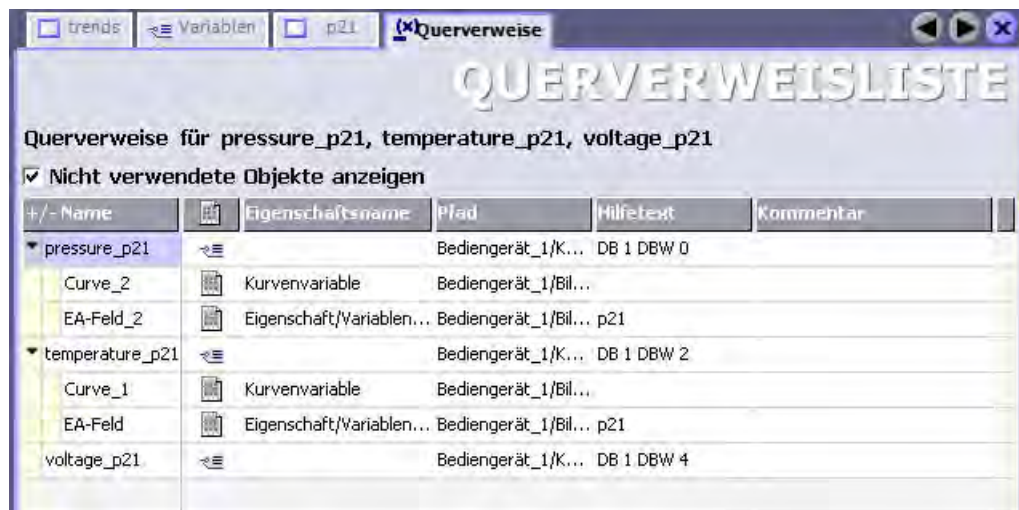 trends Variablen p21 Querverweise
QUERVERWEISLISTE
Querverweise für pressure_p21, temperature_p21, voltage_p21
Nicht verwendete Objekte anzeigen
+/- Name Eigenschaftsname Pfad Hilfetext Kommentar
pressure_p21 Bediengerät_1/K... DB 1 DBW 0
Curve_2 Kurvenvariable Bediengerät_1/Bil...
EA-Feld_2 Eigenschaft/Variablen... Bediengerät_1/Bil... p21
temperature_p21 Bediengerät_1/K... DB 1 DBW 2
Curve_1 Kurvenvariable Bediengerät_1/Bil...
EA-Feld Eigenschaft/Variablen... Bediengerät_1/Bil... p21
voltage_p21 Bediengerät_1/K... DB 1 DBW 4